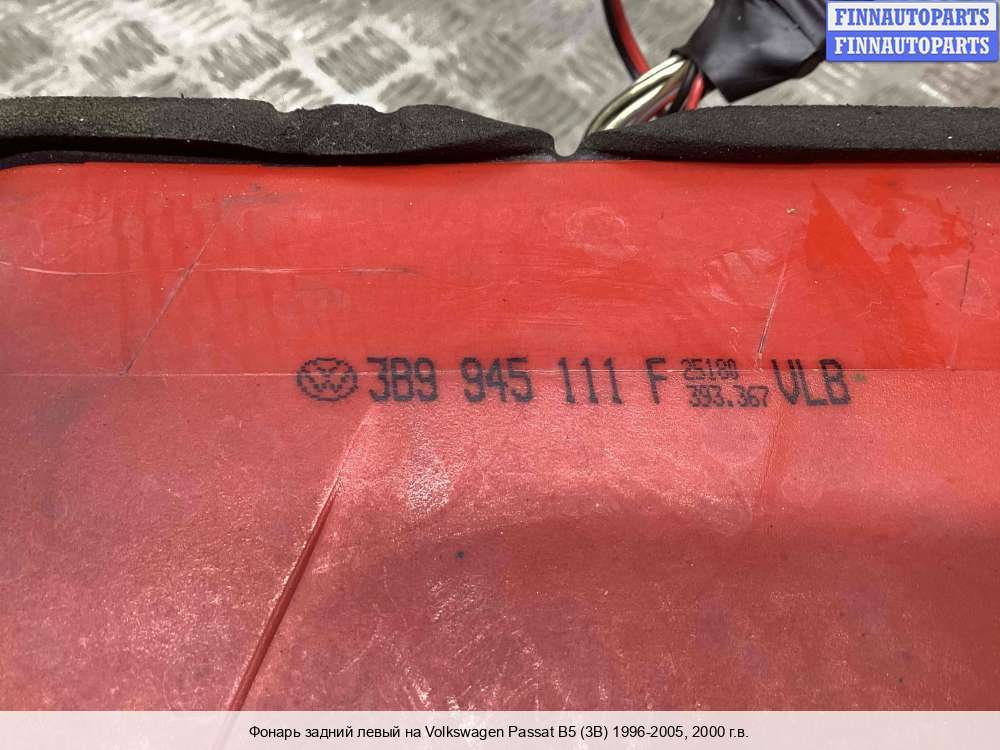 FINNAUTOPARTS
FINNAUTOPARTS
3B9 945 111 F 25180 VLB
393.367
Фонарь задний левый на Volkswagen Passat B5 (3B) 1996-2005, 2000 г.в.